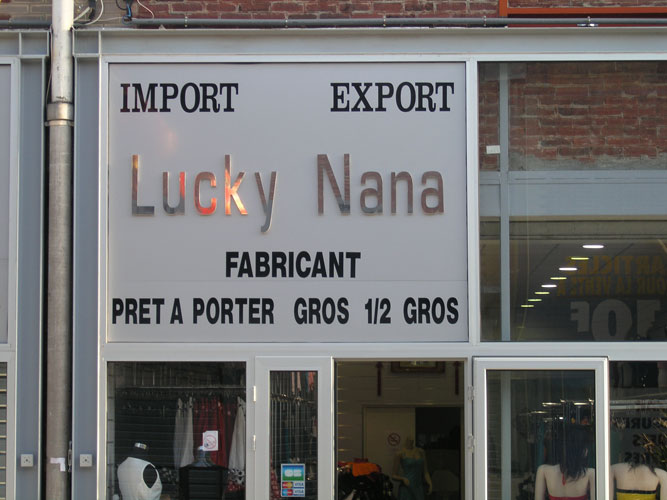 IMPORT EXPORT
Lucky Nana
FABRICANT
PRET A PORTER GROS 1/2 GROS